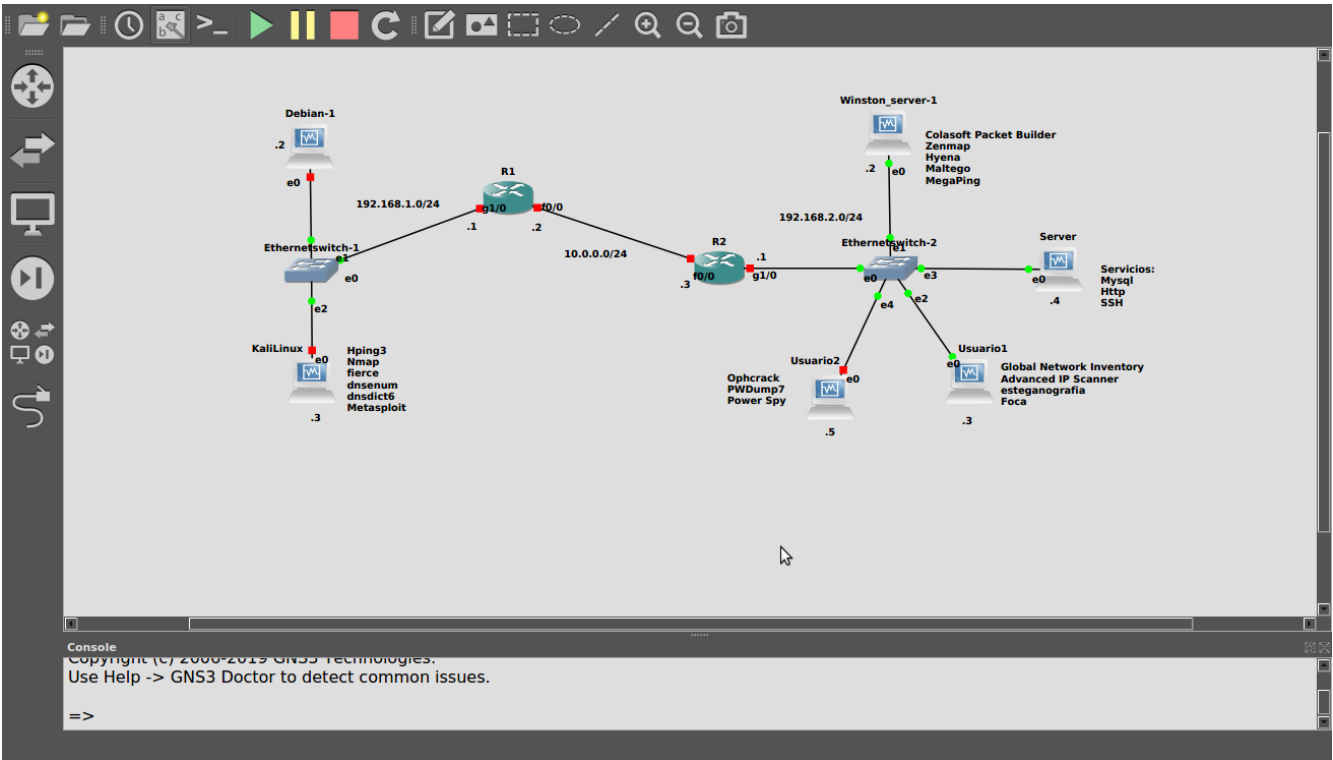 Debian-1
.2
e0
192.168.1.0/24
Ethernetswitch-1
e1
e0
e2
KaliLinux
e0
Hping3
Nmap
fierce
dnsenum
dnsdict6
Metasploit
.3
R1
g1/0
f0/0
.1
.2
10.0.0.0/24
R2
.1
f0/0
g1/0
.3
Winston_server-1
Colasoft Packet Builder
Zenmap
Hyena
Maltego
MegaPing
.2
e0
192.168.2.0/24
Ethernetswitch-2
e1
e0
e3
e4
e2
Server
e0
.4
Servicios:
Mysql
Http
SSH
Usuario2
e0
Ophcrack
PWDump7
Power Spy
.5
Usuario1
e0
Global Network Inventory
Advanced IP Scanner
esteganografia
Foca
.3
Console
Copyright (c) 2006-2019 GNS3 Technologies.
Use Help -> GNS3 Doctor to detect common issues.
=>